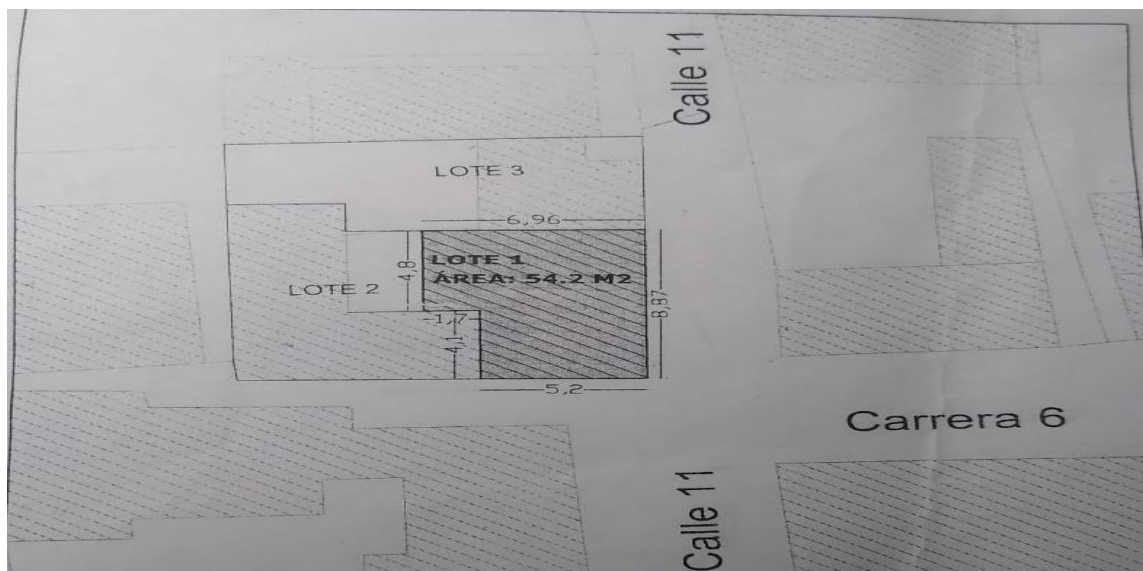 Calle 11
LOTE 3
6,96
LOTE 1
4,8
ÁREA: 54.2 M2
LOTE 2
8,87
1,7
4,1
5,2
Carrera 6
Calle 11